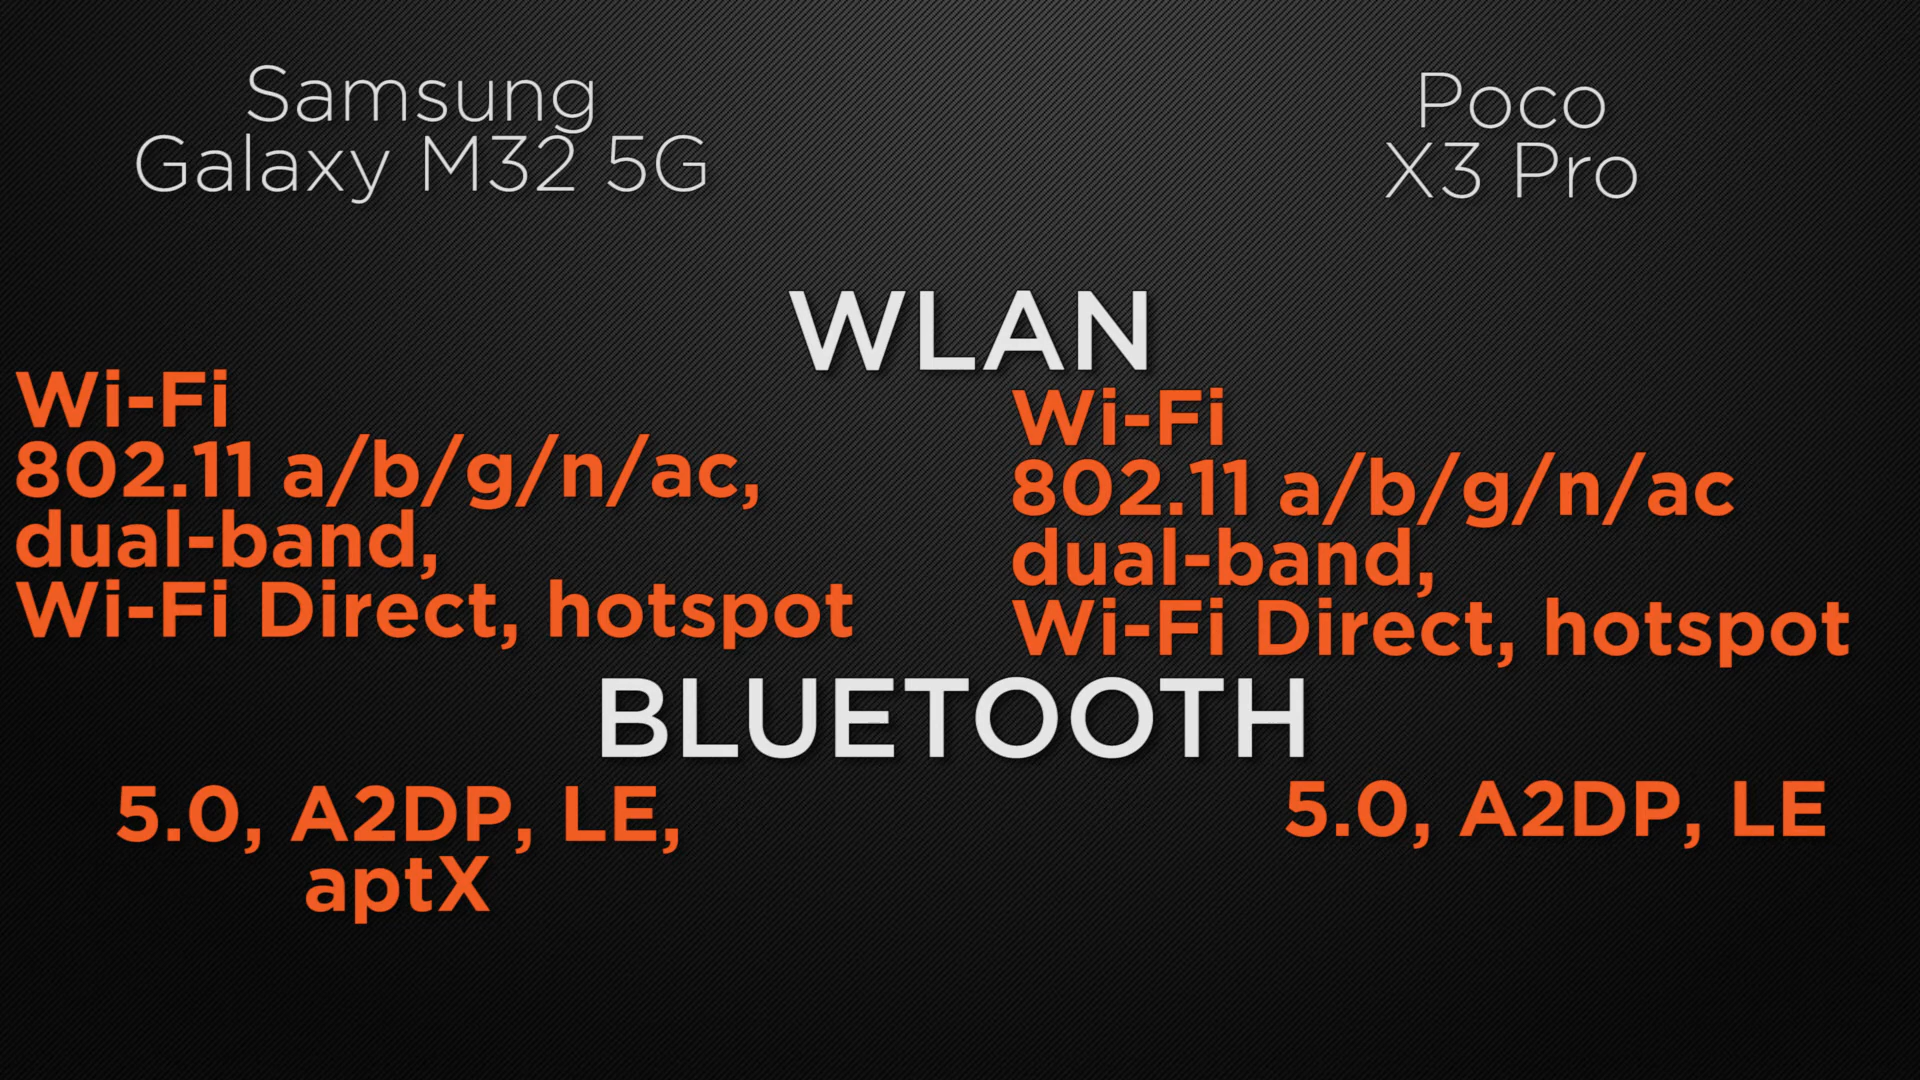 Samsung
Galaxy M32 5G
Poco
X3 Pro
WLAN
Wi-Fi
802.11 a/b/g/n/ac,
dual-band,
Wi-Fi Direct, hotspot
Wi-Fi
802.11 a/b/g/n/ac
dual-band,
Wi-Fi Direct, hotspot
BLUETOOTH
5.0, A2DP, LE,
aptX
5.0, A2DP, LE